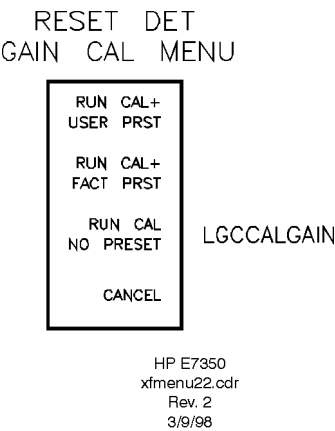 RESET DET
GAIN CAL MENU
RUN CAL+
USER PRST
RUN CAL+
FACT PRST
RUN CAL
NO PRESET
LGCCALGAIN
CANCEL
HP E7350
xfmenu22.cdr
Rev. 2
3/9/98